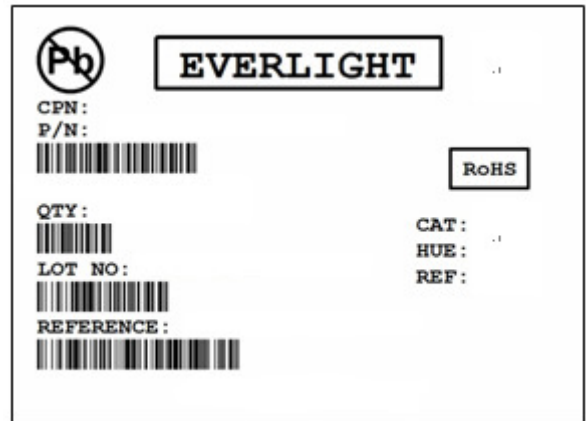 Pb
EVERLIGHT
CPN:
P/N:
RoHS
QTY:
CAT:
HUE:
LOT NO:
REF:
REFERENCE: